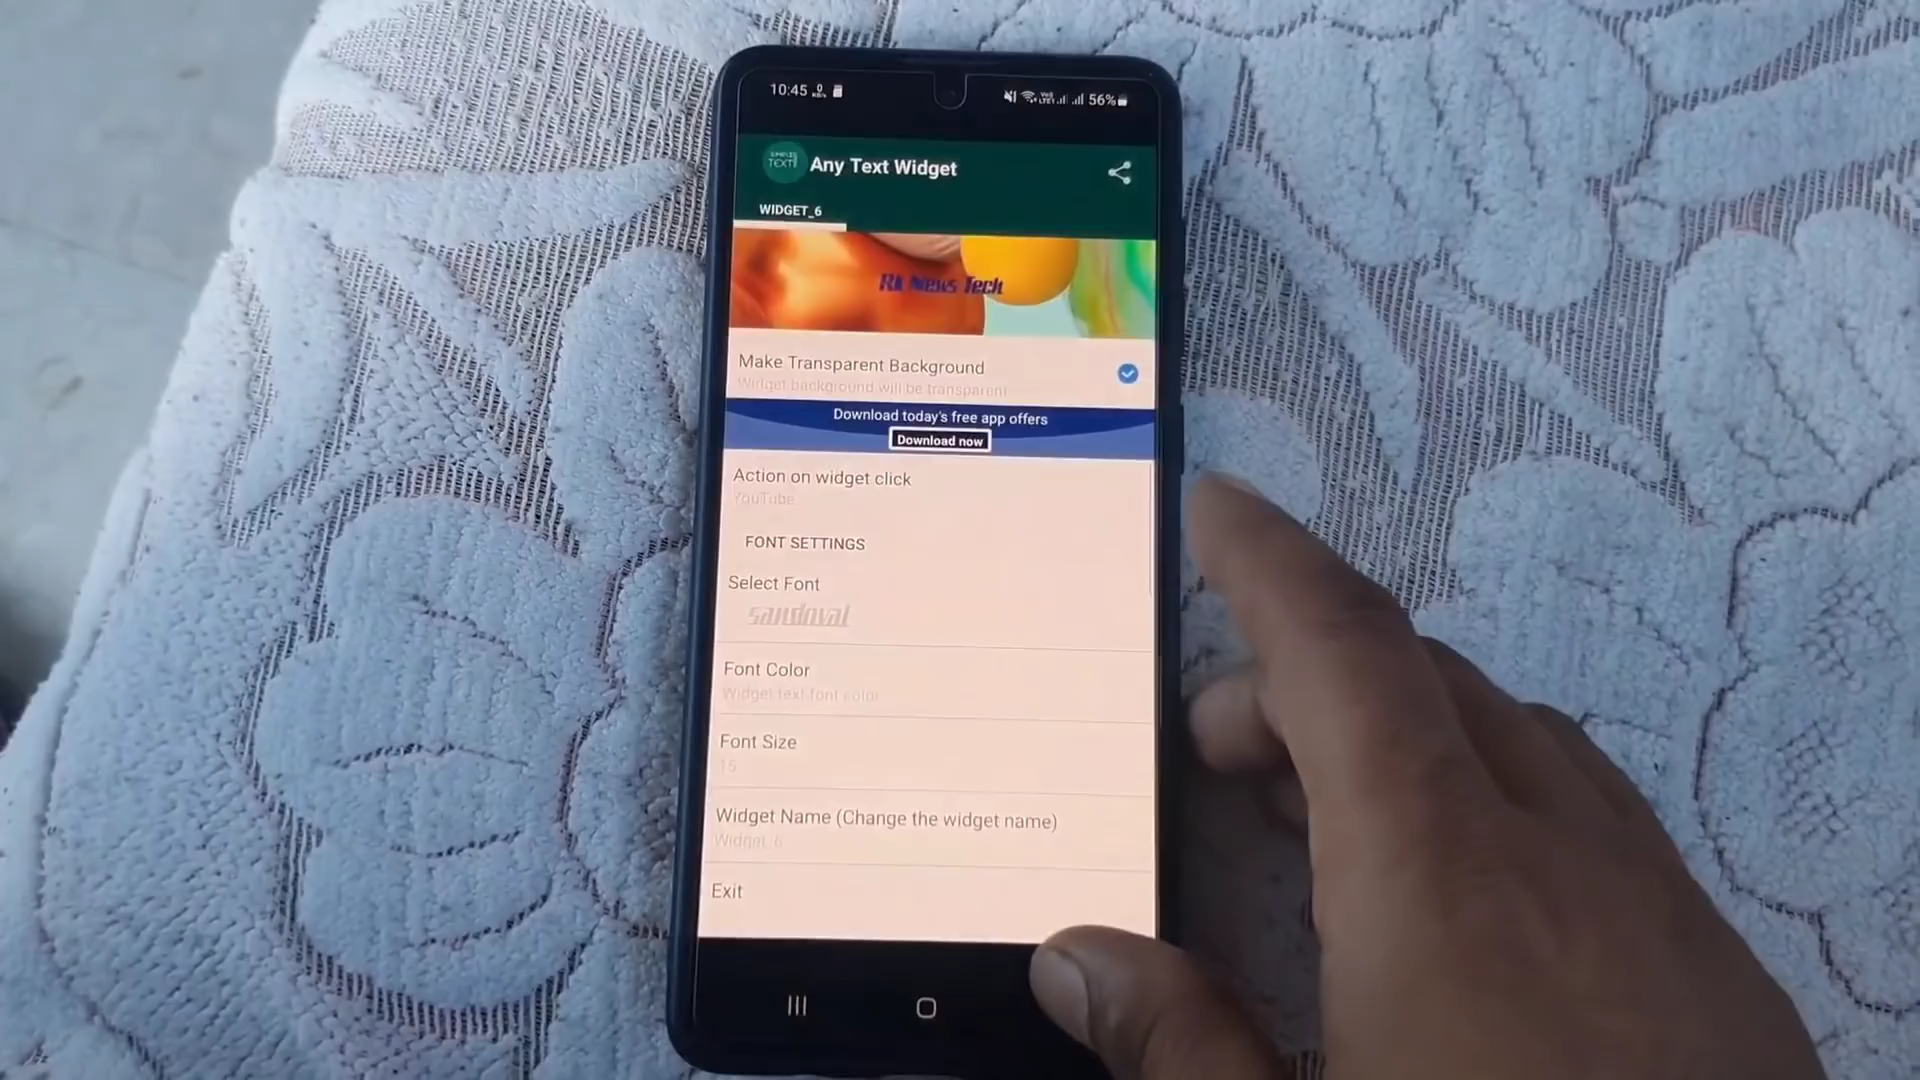 10:45
56%
SIMPLE
TEXT
Any Text Widget
WIDGET_6
Rk News Tech
Make Transparent Background
Widget background will be transparent
Download today's free app offers
Download now
Action on widget click
YouTube
FONT SETTINGS
Select Font
sandoval
Font Color
Widget text font color
Font Size
15
Widget Name (Change the widget name)
Widget_6
Exit